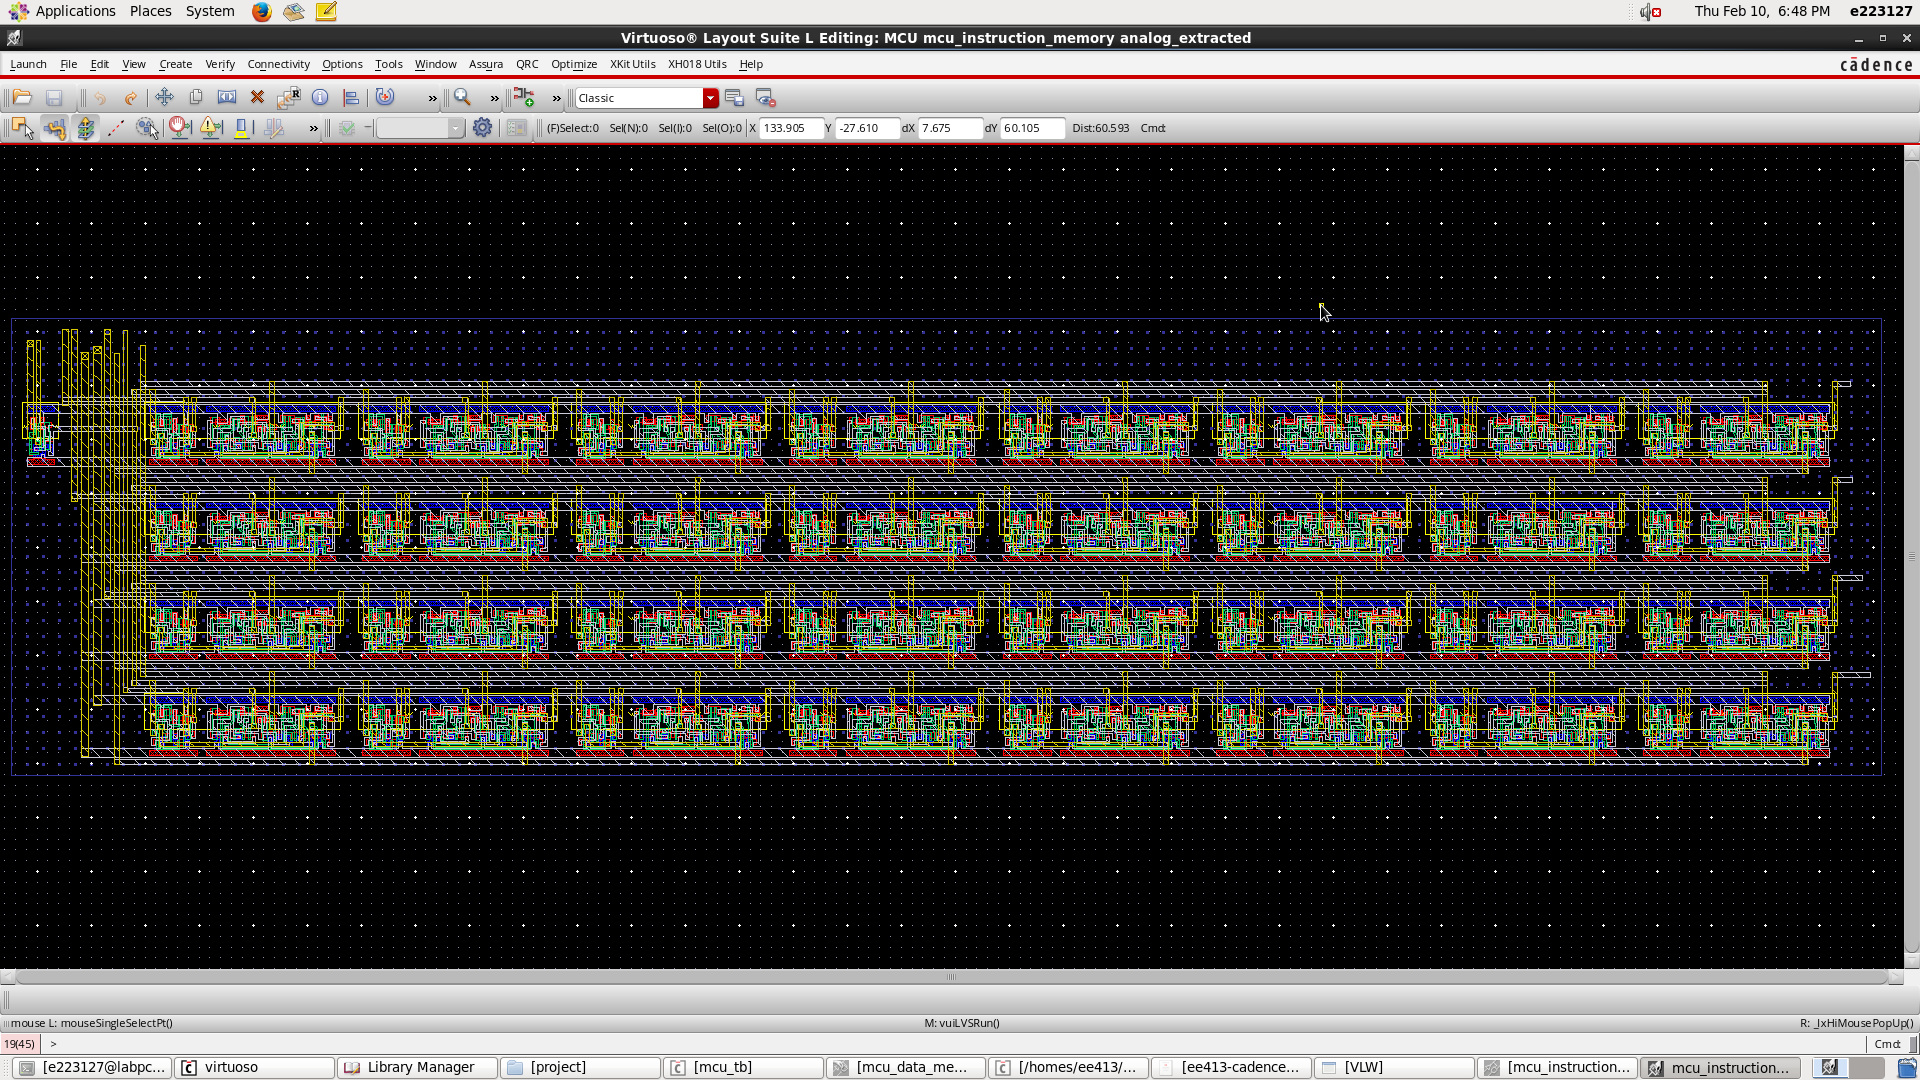 Applications Places System Thu Feb 10, 6:48 PM e223127
Virtuoso® Layout Suite L Editing: MCU mcu_instruction_memory analog_extracted
Launch File Edit View Create Verify Connectivity Options Tools Window Assura QRC Optimize XKit Utils XH018 Utils Help cādence
» » » Classic
» (F)Select:0 Sel(N):0 Sel(I):0 Sel(O):0 X 133.905 Y -27.610 dX 7.675 dY 60.105 Dist:60.593 Cmd:
mouse L: mouseSingleSelectPt() M: vuiLVSRun() R: _lxHiMousePopUp()
19(45) > Cmd:
[e223127@labpc... virtuoso Library Manager [project] [mcu_tb] [mcu_data_me... [/homes/ee413/... [ee413-cadence... [VLW] [mcu_instruction... mcu_instruction...